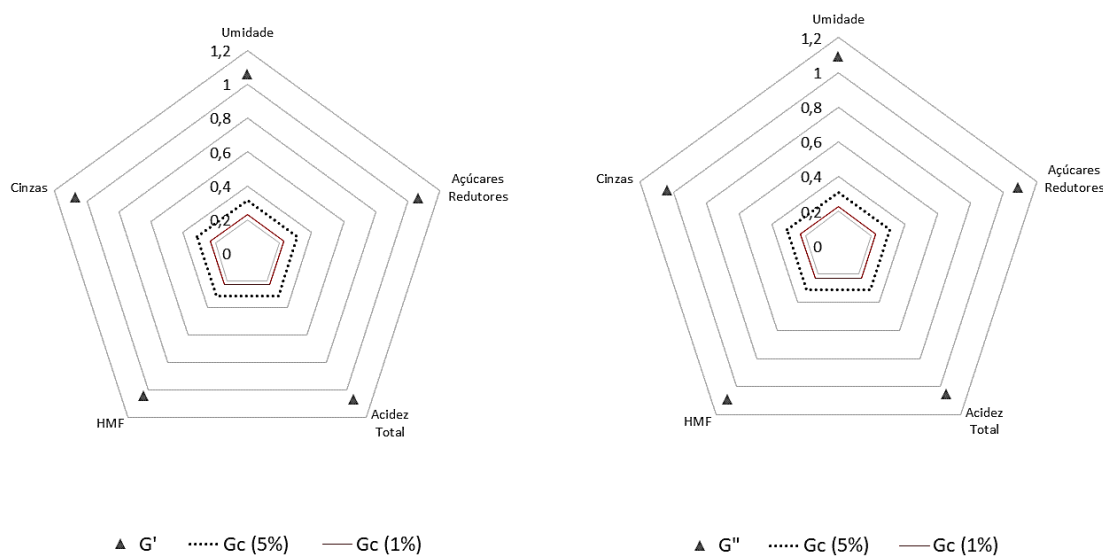 Umidade
1,2
1
0,8
0,6
0,4
0,2
0
Açúcares
Redutores
Acidez
Total
HMF
Cinzas
▲ G' Gc (5%) Gc (1%)
Umidade
1,2
1
0,8
0,6
0,4
0,2
0
Açúcares
Redutores
Acidez
Total
HMF
Cinzas
▲ G" Gc (5%) Gc (1%)